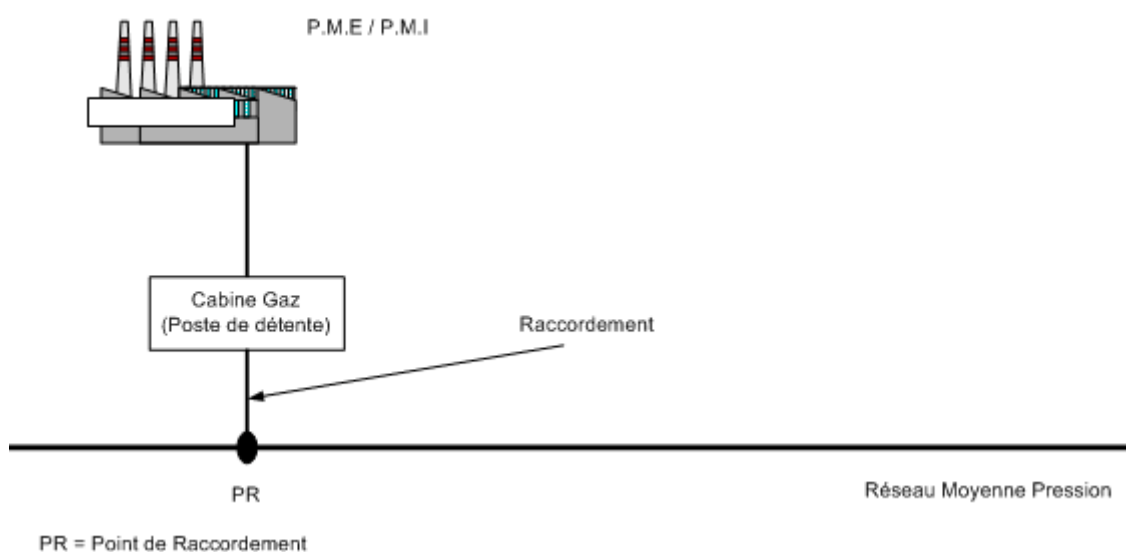 P.M.E / P.M.I
Cabine Gaz
(Poste de détente)
Raccordement
PR
Réseau Moyenne Pression
PR = Point de Raccordement